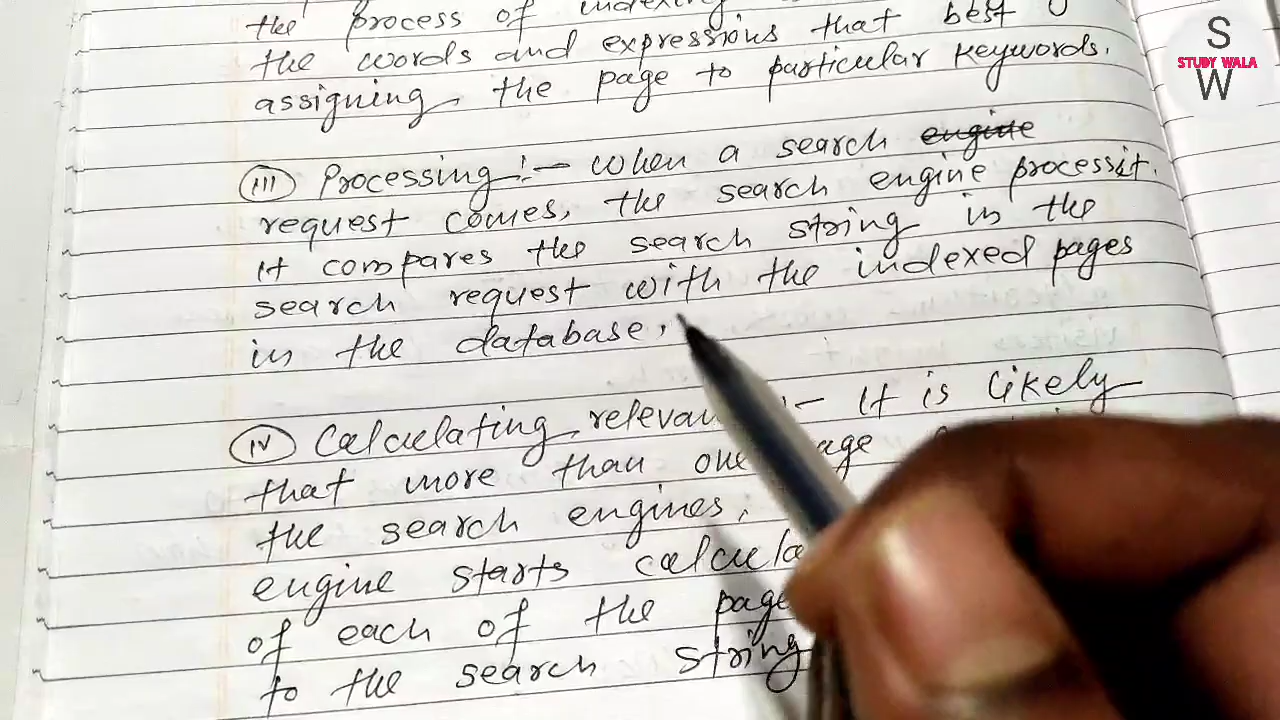 the process of indexing
the words and expressions that best
assigning the page to particular keywords.
(iii) Processing :- When a search engine
request comes, the search engine process it.
it compares the search string in the
search request with the indexed pages
in the database,
(iv) Calculating :- It is likely
that more than one
the search engines,
engine starts
of each of the
to the search string
S
STUDY WALA
W